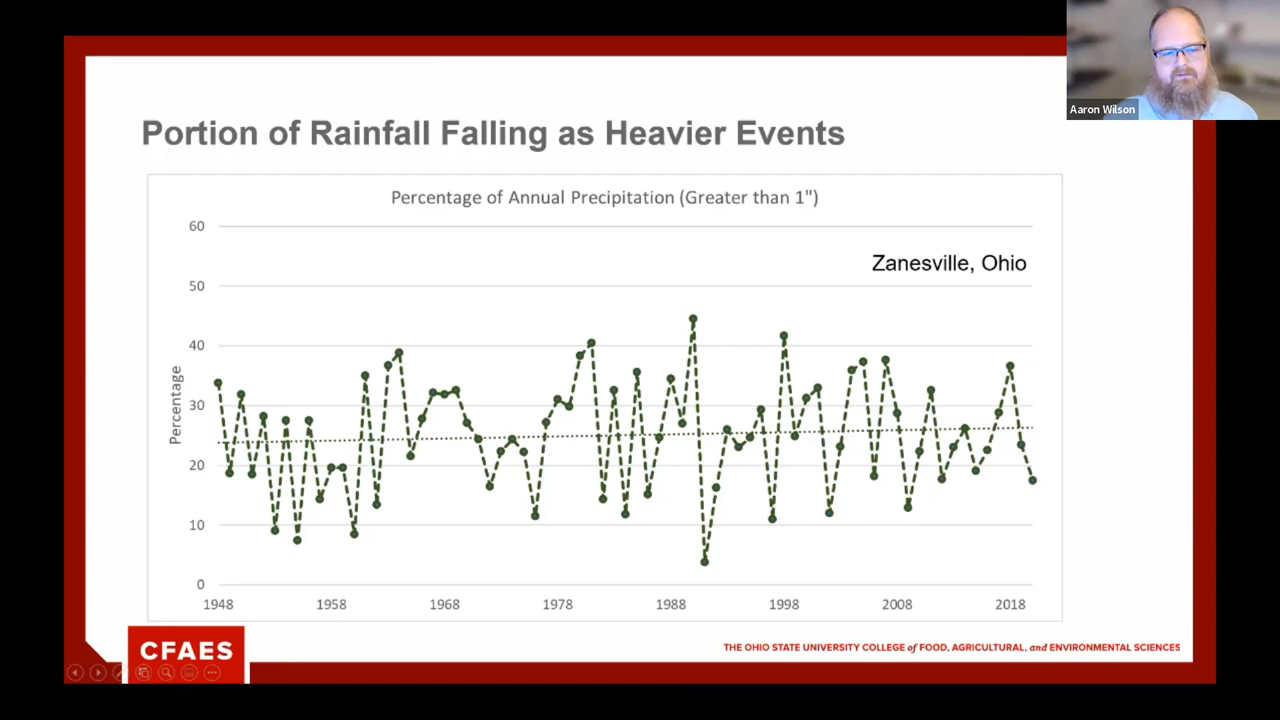 Aaron Wilson
Portion of Rainfall Falling as Heavier Events
Percentage of Annual Precipitation (Greater than 1")
Zanesville, Ohio
Percentage
60
50
40
30
20
10
0
1948
1958
1968
1978
1988
1998
2008
2018
CFAES
THE OHIO STATE UNIVERSITY COLLEGE of FOOD, AGRICULTURAL, and ENVIRONMENTAL SCIENCES